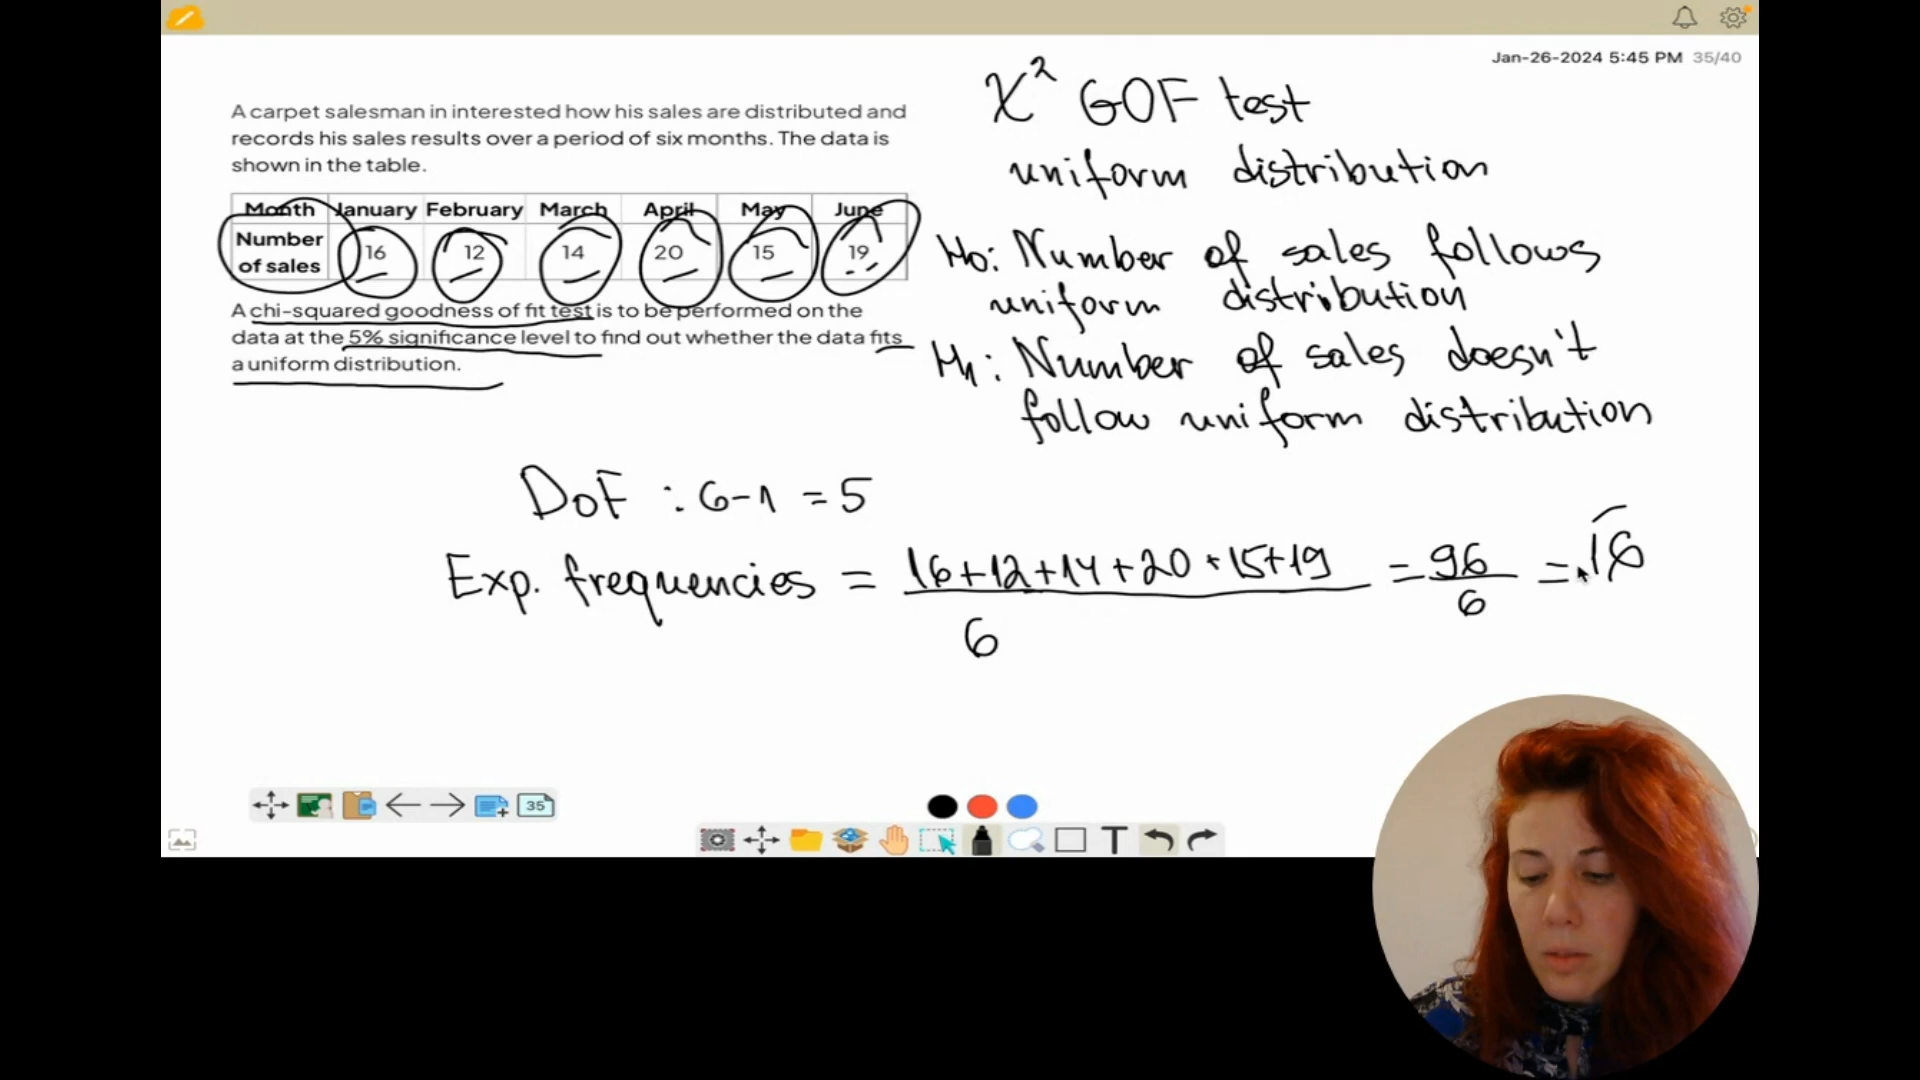 Jan-26-2024 5:45 PM 35/40
A carpet salesman in interested how his sales are distributed and
records his sales results over a period of six months. The data is
shown in the table.
Month January February March April May June
Number of sales 16 12 14 20 15 19
A chi-squared goodness of fit test is to be performed on the
data at the 5% significance level to find out whether the data fits
a uniform distribution.
χ² GOF test
uniform distribution
H₀: Number of sales follows
uniform distribution
H₁: Number of sales doesn't
follow uniform distribution
DoF : 6-1 = 5
Exp. frequencies = (16+12+14+20+15+19)/6 = 96/6 = 16
35
T